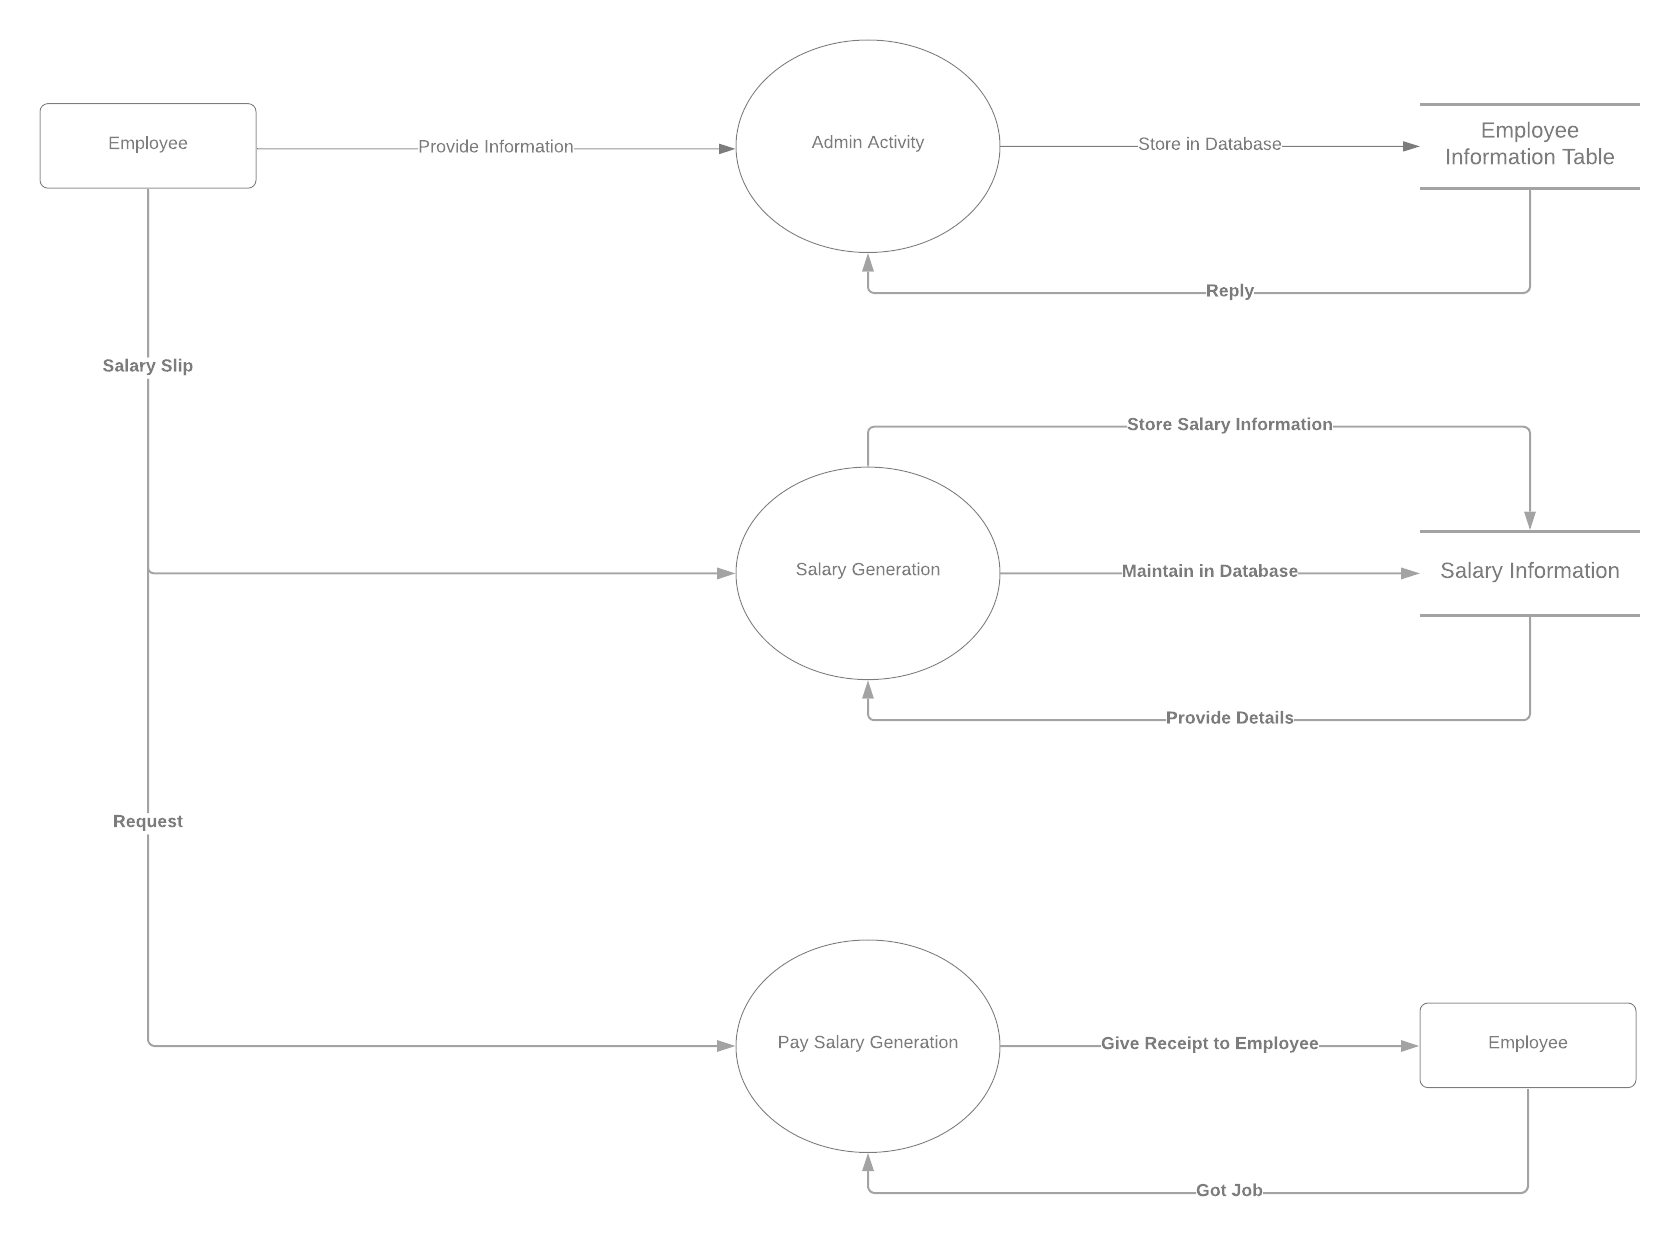 Employee
Provide Information
Admin Activity
Store in Database
Employee
Information Table
Reply
Salary Slip
Store Salary Information
Salary Generation
Maintain in Database
Salary Information
Provide Details
Request
Pay Salary Generation
Give Receipt to Employee
Employee
Got Job